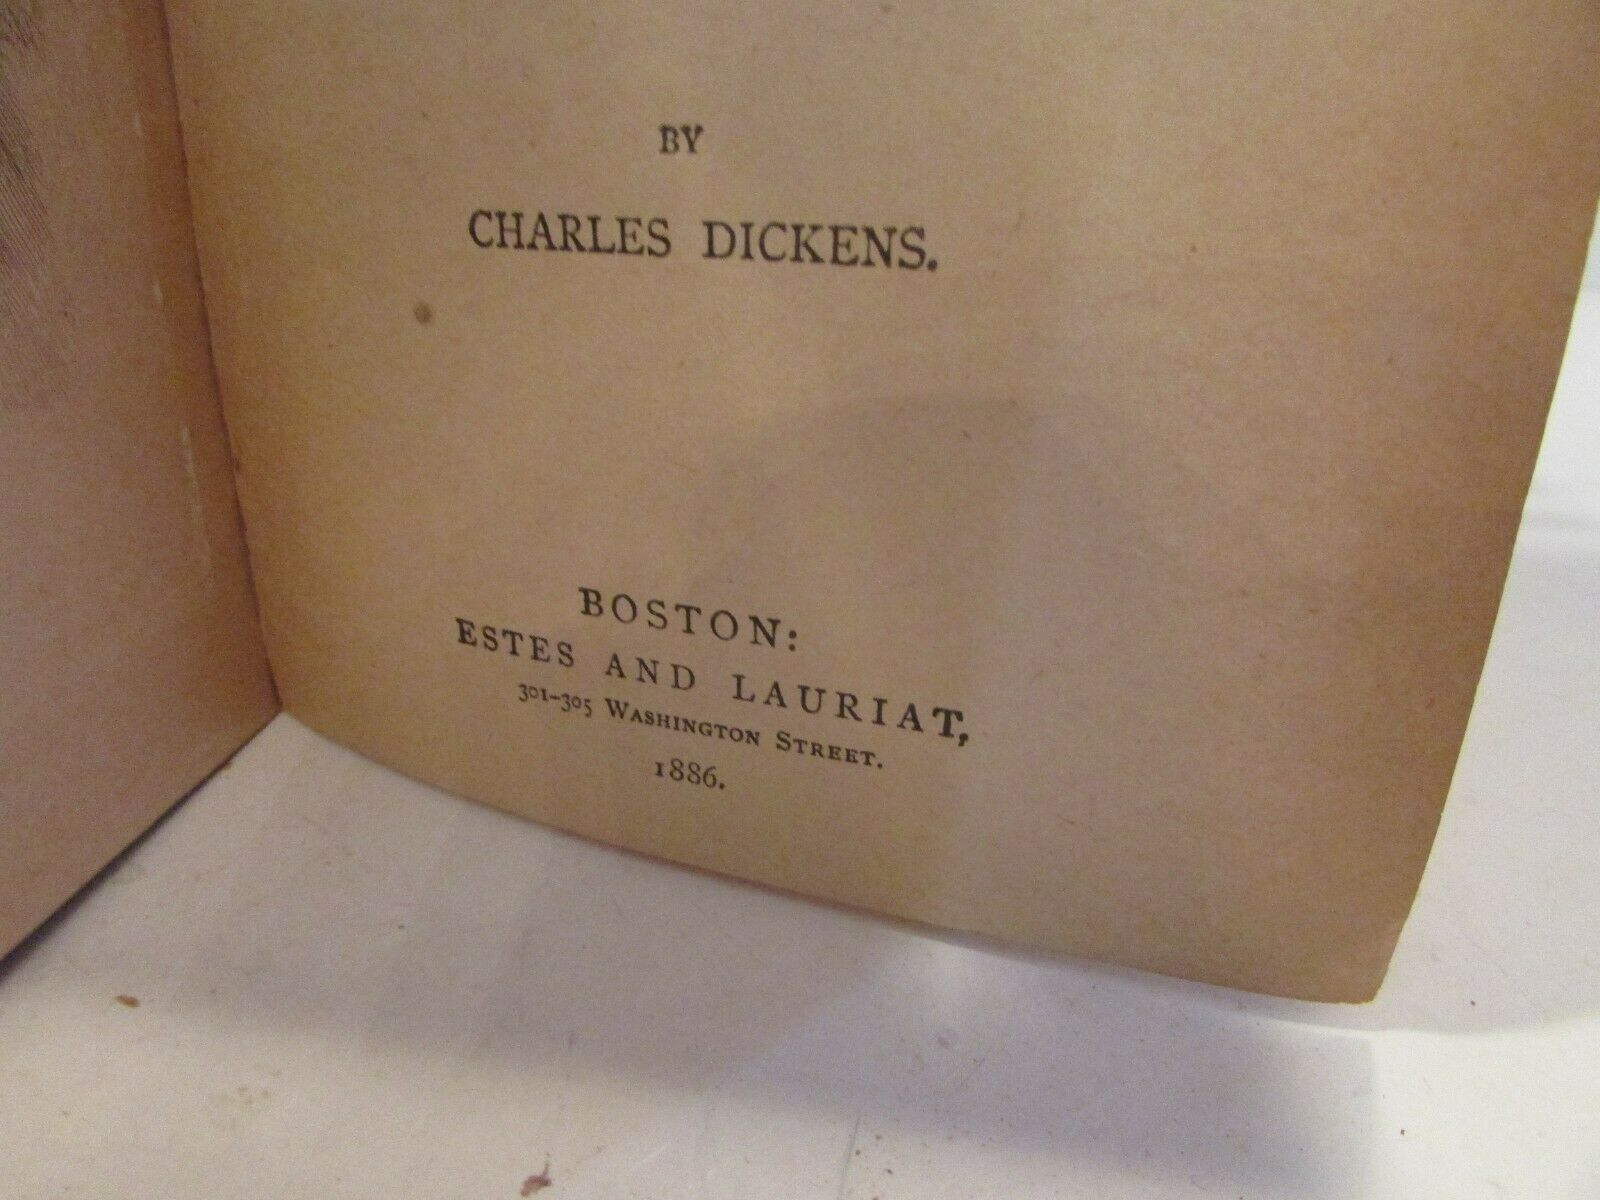 BY
CHARLES DICKENS.
BOSTON:
ESTES AND LAURIAT,
301-305 WASHINGTON STREET.
1886.